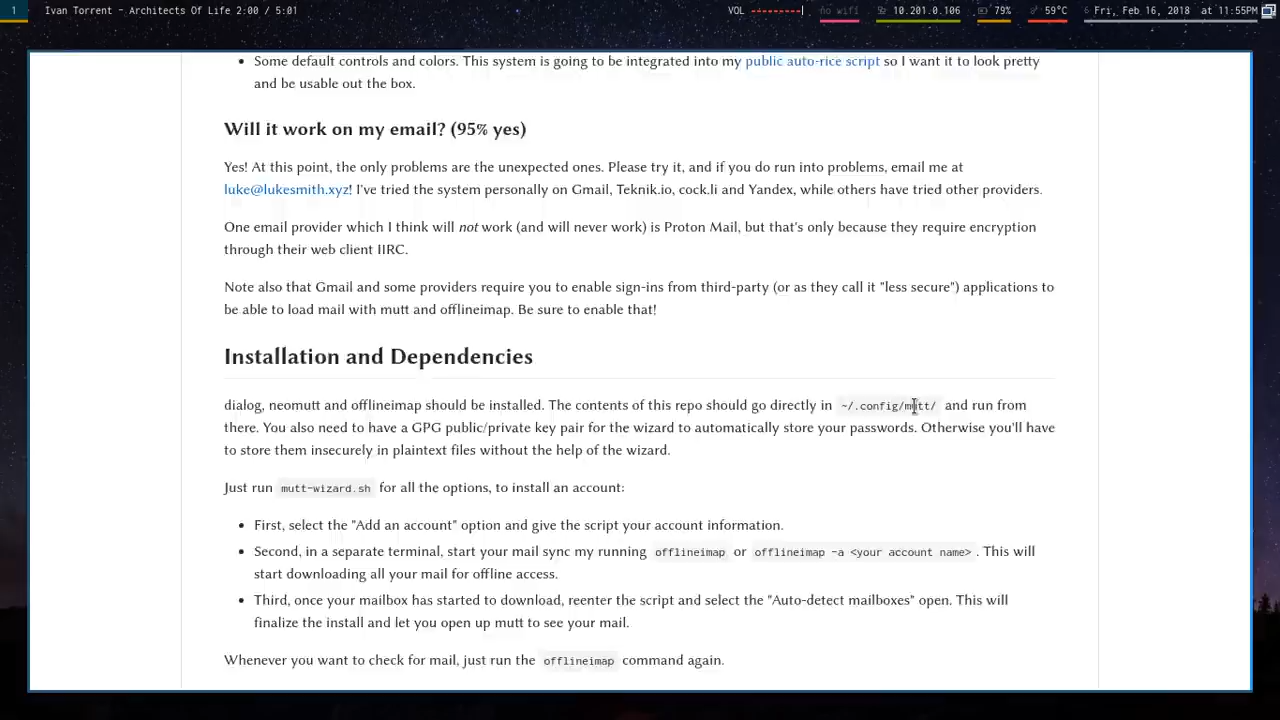 1 Ivan Torrent – Architects Of Life 2:00 / 5:01 VOL --------| no wifi 10.201.0.106 79% 59°C Fri, Feb 16, 2018 at 11:55PM
• Some default controls and colors. This system is going to be integrated into my public auto-rice script so I want it to look pretty
and be usable out the box.
Will it work on my email? (95% yes)
Yes! At this point, the only problems are the unexpected ones. Please try it, and if you do run into problems, email me at
luke@lukesmith.xyz! I've tried the system personally on Gmail, Teknik.io, cock.li and Yandex, while others have tried other providers.
One email provider which I think will not work (and will never work) is Proton Mail, but that's only because they require encryption
through their web client IIRC.
Note also that Gmail and some providers require you to enable sign-ins from third-party (or as they call it "less secure") applications to
be able to load mail with mutt and offlineimap. Be sure to enable that!
Installation and Dependencies
dialog, neomutt and offlineimap should be installed. The contents of this repo should go directly in ~/.config/mutt/ and run from
there. You also need to have a GPG public/private key pair for the wizard to automatically store your passwords. Otherwise you'll have
to store them insecurely in plaintext files without the help of the wizard.
Just run mutt-wizard.sh for all the options, to install an account:
• First, select the "Add an account" option and give the script your account information.
• Second, in a separate terminal, start your mail sync my running offlineimap or offlineimap -a <your account name> . This will
start downloading all your mail for offline access.
• Third, once your mailbox has started to download, reenter the script and select the "Auto-detect mailboxes" open. This will
finalize the install and let you open up mutt to see your mail.
Whenever you want to check for mail, just run the offlineimap command again.